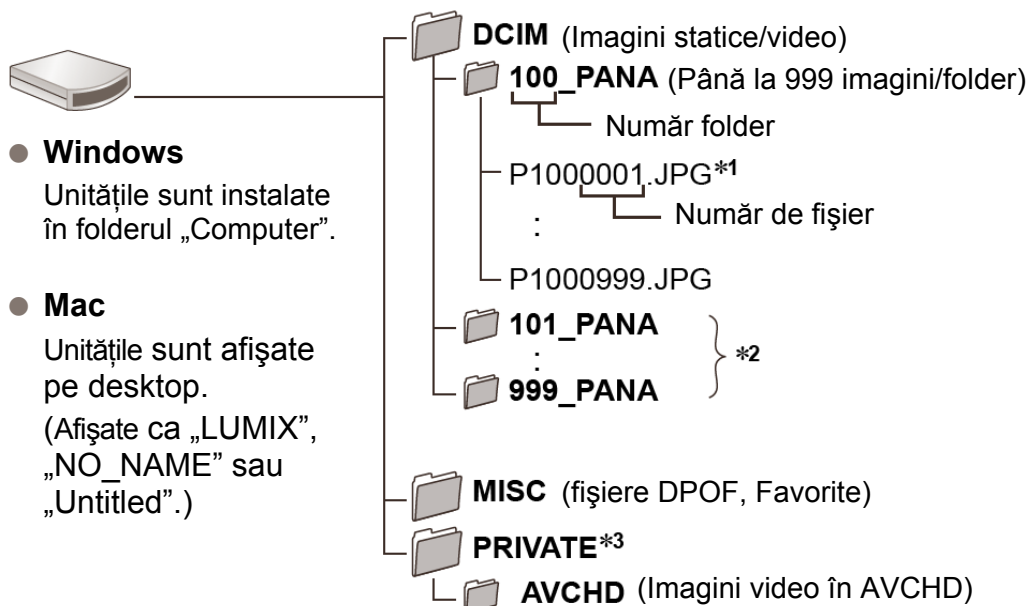 ● Windows
Unitățile sunt instalate
în folderul „Computer”.
● Mac
Unitățile sunt afişate
pe desktop.
(Afişate ca „LUMIX”,
„NO_NAME” sau
„Untitled”.)
DCIM (Imagini statice/video)
100_PANA (Până la 999 imagini/folder)
Număr folder
P1000001.JPG*1
Număr de fişier
:
P1000999.JPG
101_PANA
:
*2
999_PANA
MISC (fişiere DPOF, Favorite)
PRIVATE*3
AVCHD (Imagini video în AVCHD)